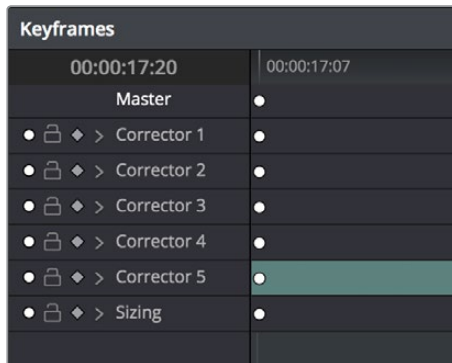 Keyframes
00:00:17:20 00:00:17:07
Master
Corrector 1
Corrector 2
Corrector 3
Corrector 4
Corrector 5
Sizing